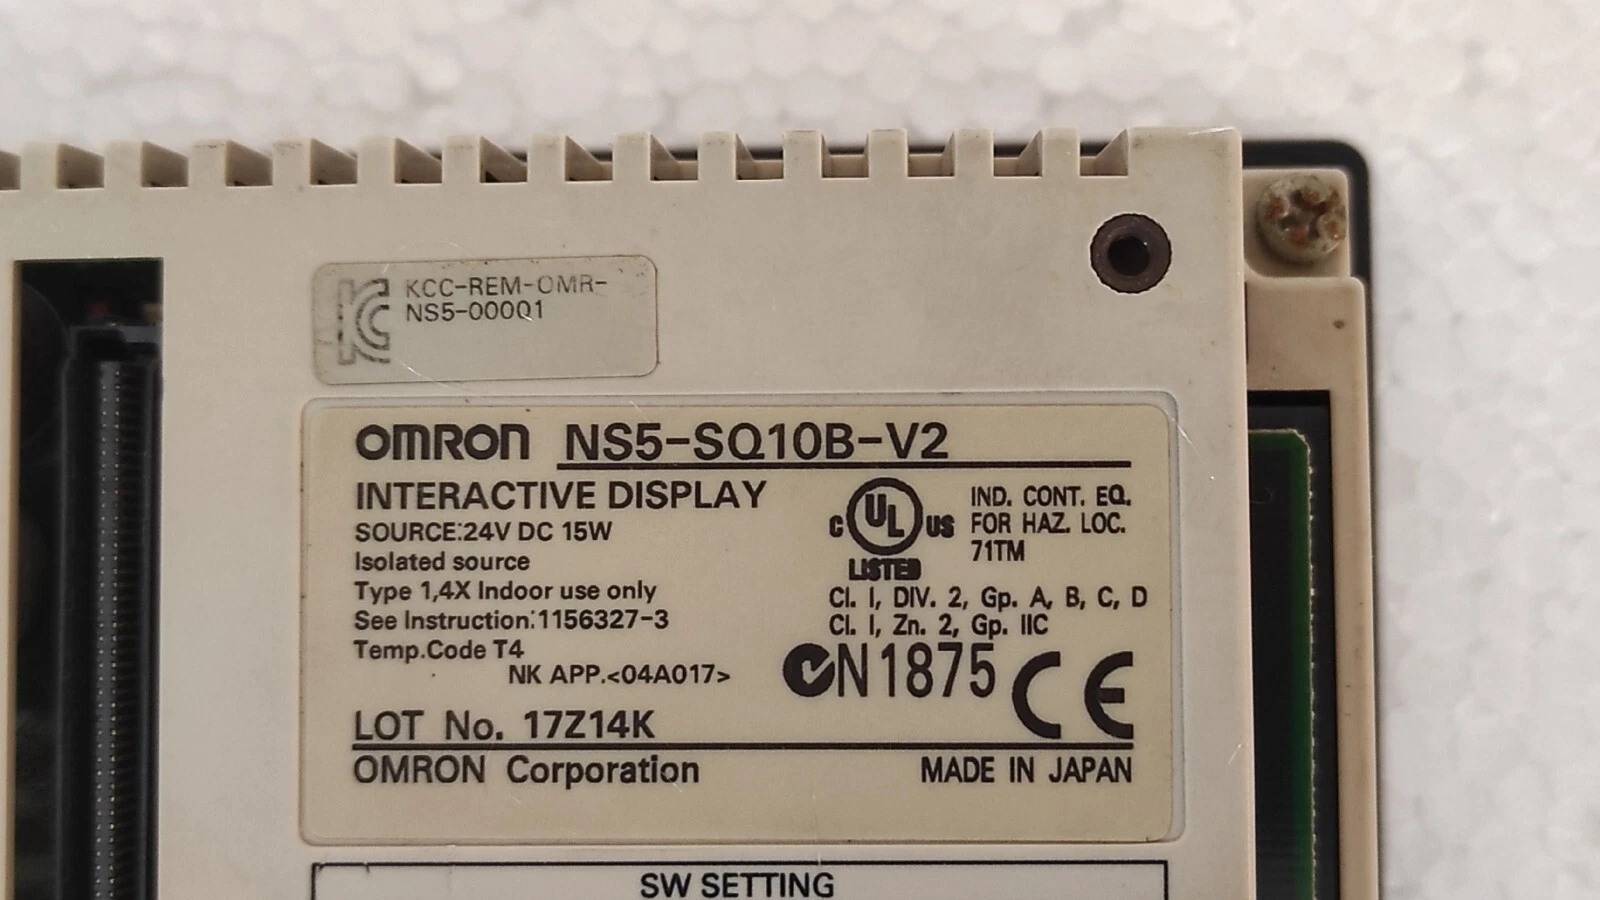 KCC-REM-OMR-
NS5-00001
OMRON NS5-SQ10B-V2
INTERACTIVE DISPLAY
SOURCE:24V DC 15W
Isolated source
Type 1,4X Indoor use only
See Instruction:1156327-3
Temp.Code T4
NK APP.<04A017>
C UL US
LISTED
IND. CONT. EQ.
FOR HAZ. LOC.
71TM
Cl. I, DIV. 2, Gp. A, B, C, D
Cl. I, Zn. 2, Gp. IIC
N1875 CE
LOT No. 17Z14K
OMRON Corporation
MADE IN JAPAN
SW SETTING